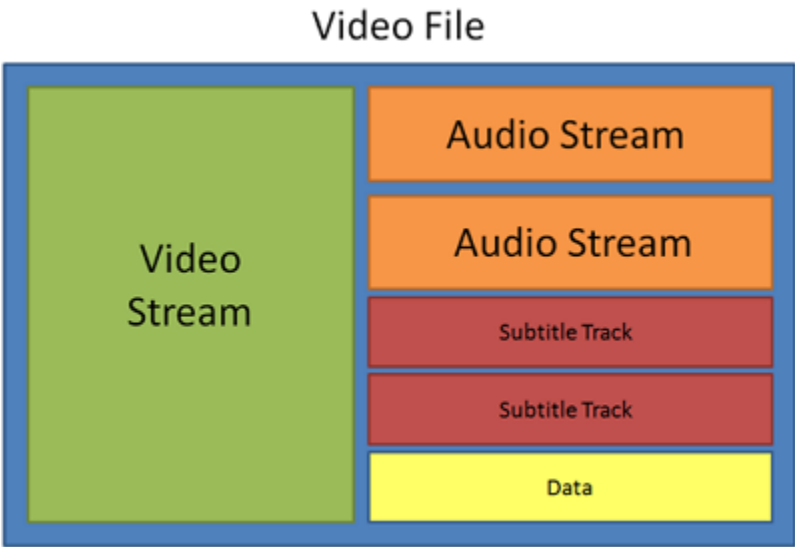 Video File
Video
Stream
Audio Stream
Audio Stream
Subtitle Track
Subtitle Track
Data